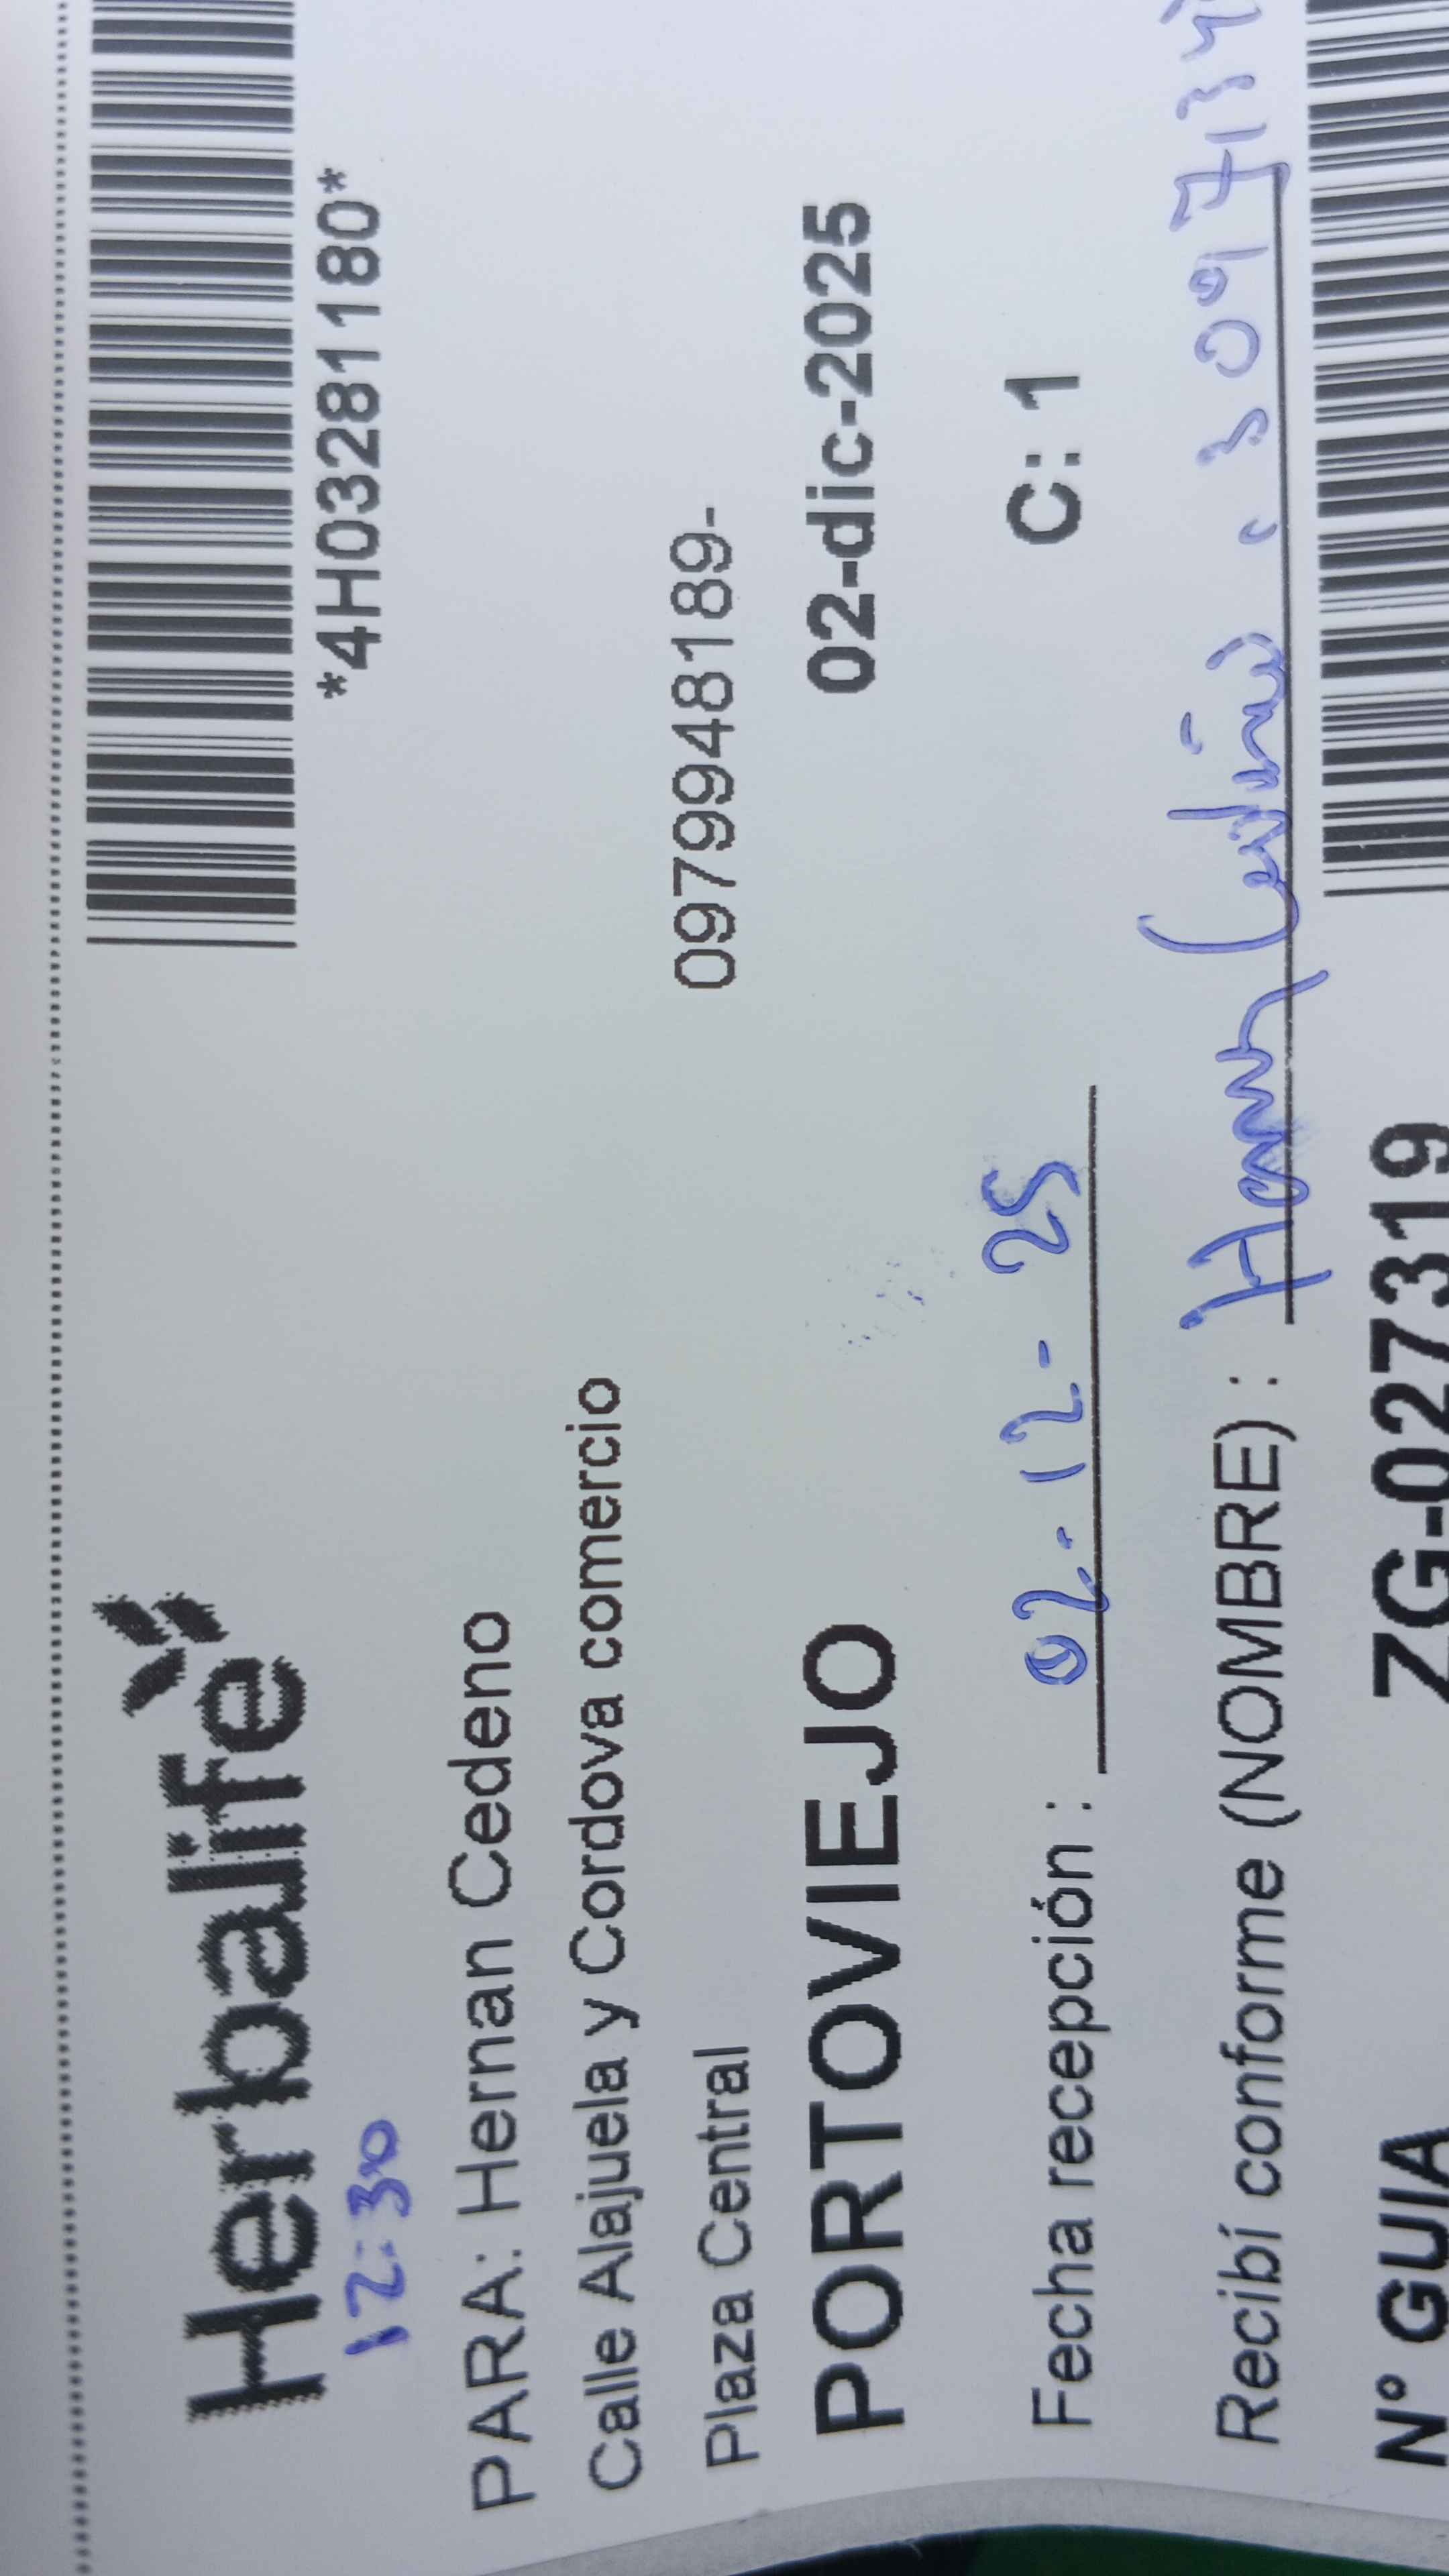 Herbalife
*4H03281180*
12:30
PARA: Hernan Cedeno
Calle Alajuela y Cordova comercio
Plaza Central 0979948189-
PORTOVIEJO 02-dic-2025
Fecha recepción : 02-12-25 C: 1
Recibí conforme (NOMBRE) : Hernan
N° GUIA ZG-027319